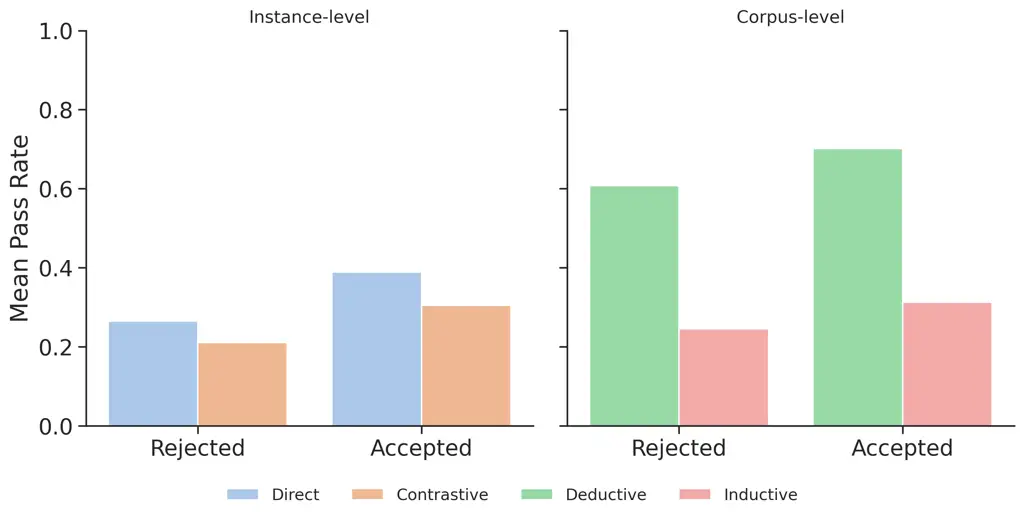 Instance-level
Corpus-level
Mean Pass Rate
1.0
0.8
0.6
0.4
0.2
0.0
Rejected Accepted
Rejected Accepted
Direct Contrastive Deductive Inductive